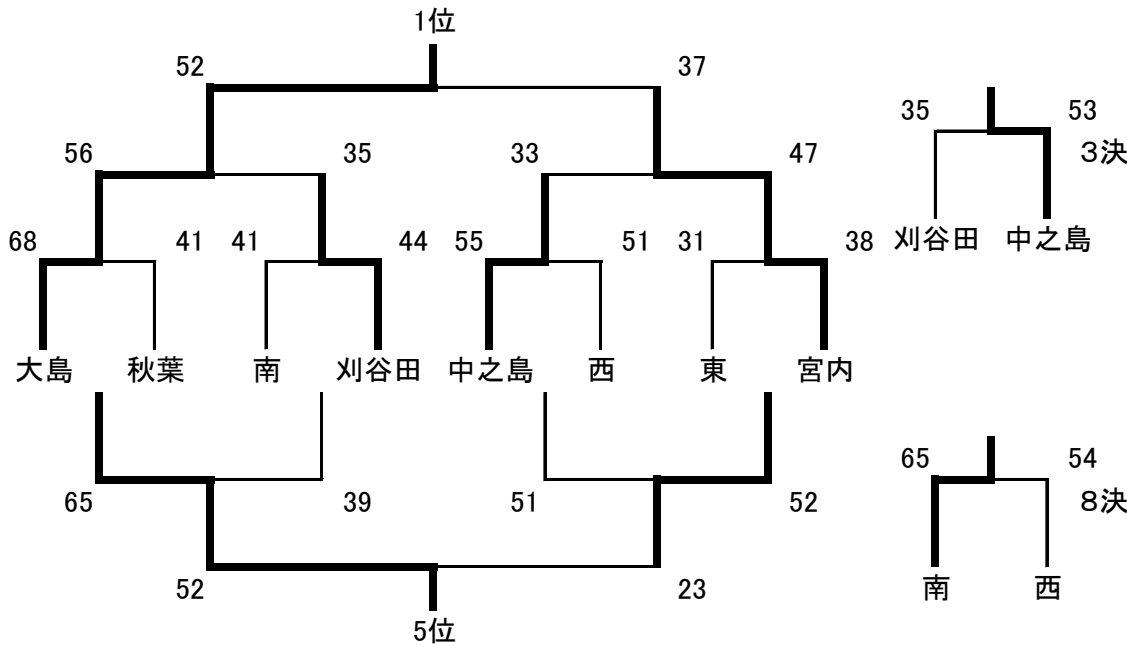 1位
52 37
35 53
3決
56 35 33 47
刈谷田 中之島
68 41 41 44 55 51 31 38
大島 秋葉 南 刈谷田 中之島 西 東 宮内
65 54
8決
65 39 51 52
南 西
52 23
5位